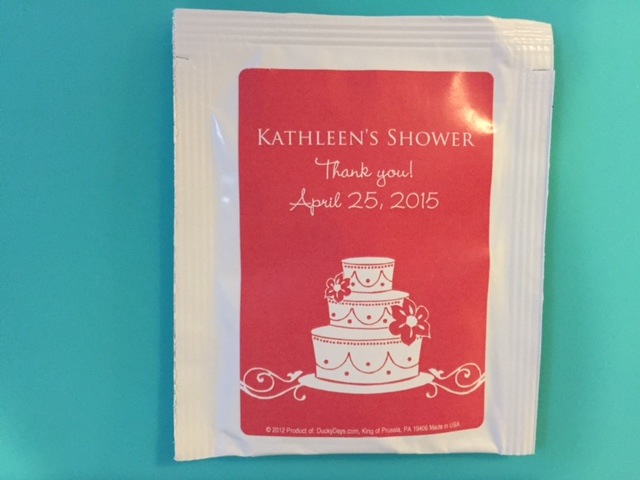 KATHLEEN'S SHOWER
Thank you!
April 25, 2015
© 2012 Product of: DuckyDays.com, King of Prussia, PA 19406 Made in USA